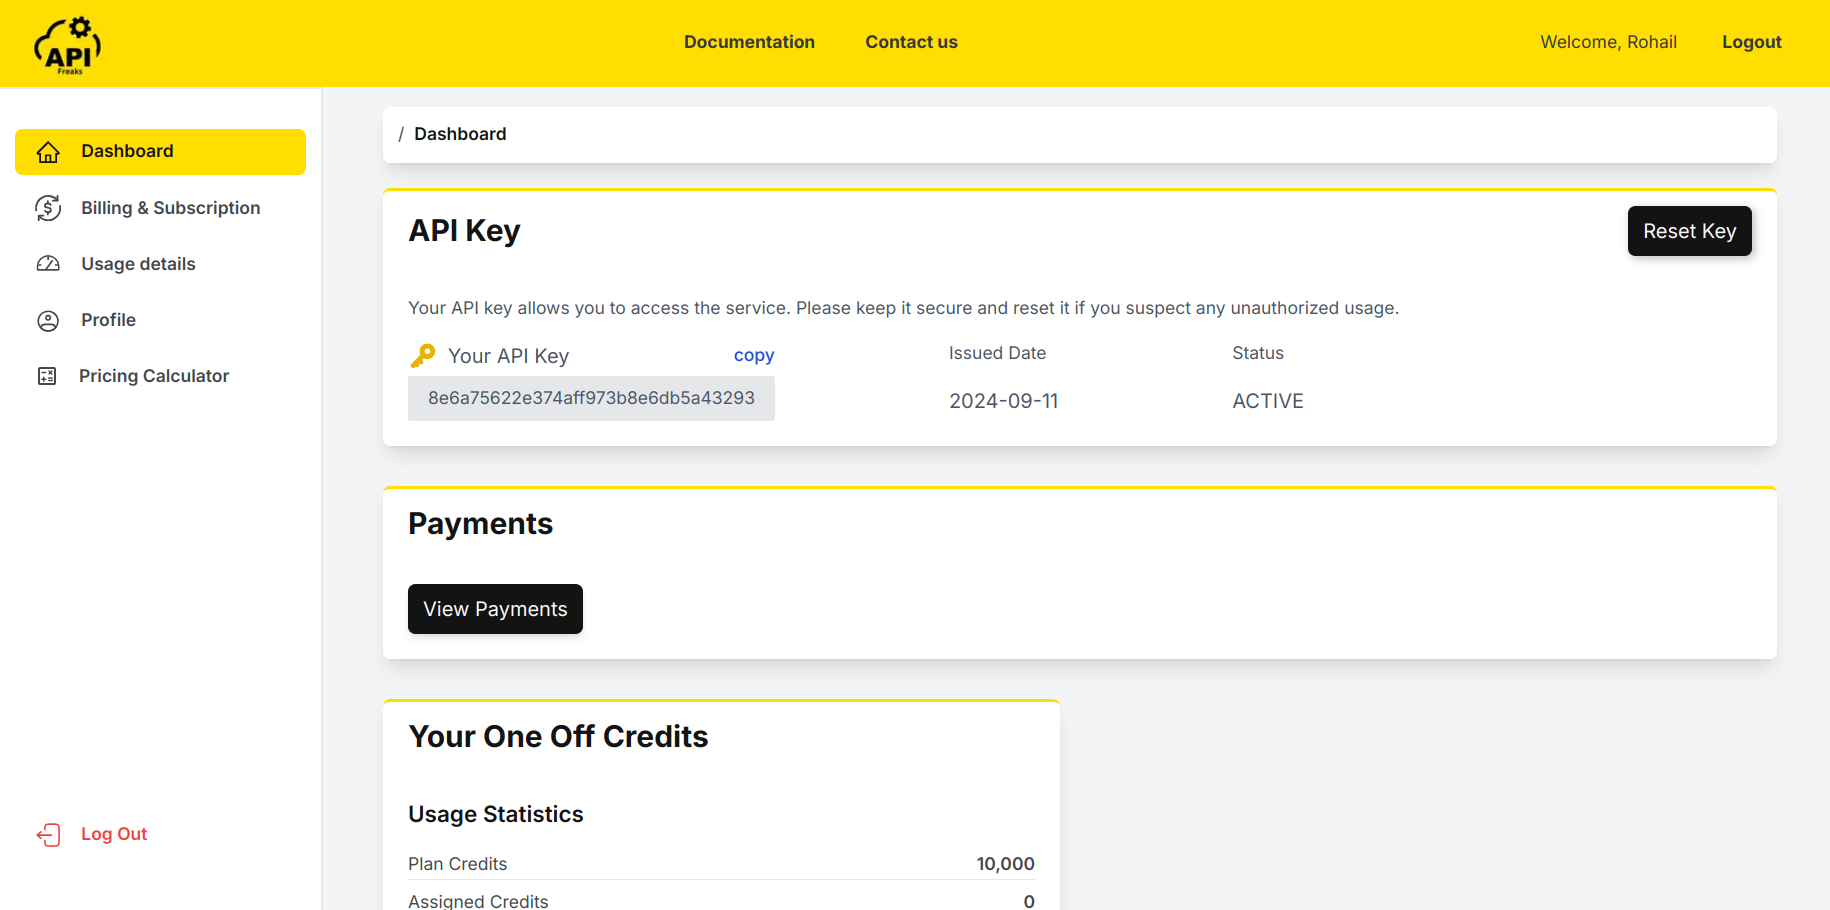 API
Freaks
Documentation
Contact us
Welcome, Rohail
Logout
Dashboard
Billing & Subscription
Usage details
Profile
Pricing Calculator
Log Out
/ Dashboard
API Key
Reset Key
Your API key allows you to access the service. Please keep it secure and reset it if you suspect any unauthorized usage.
Your API Key
copy
Issued Date
Status
8e6a75622e374aff973b8e6db5a43293
2024-09-11
ACTIVE
Payments
View Payments
Your One Off Credits
Usage Statistics
Plan Credits 10,000
Assigned Credits 0